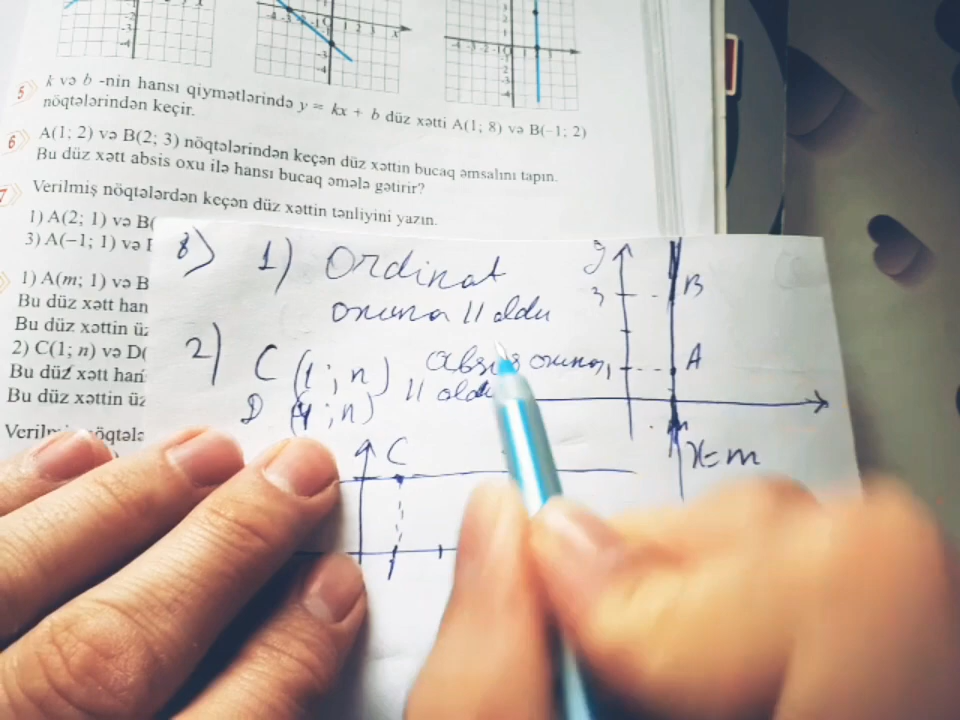 5 k və b -nin hansı qiymətlərində y = kx + b düz xətti A(1; 8) və B(−1; 2)
nöqtələrindən keçir.
6 A(1; 2) və B(2; 3) nöqtələrindən keçən düz xəttin bucaq əmsalını tapın.
Bu düz xətt absis oxu ilə hansı bucaq əmələ gətirir?
7 Verilmiş nöqtələrdən keçən düz xəttin tənliyini yazın.
1) A(2; 1) və B(
3) A(−1; 1) və
1) A(m; 1) və B
Bu düz xətt han
Bu düz xəttin
2) C(1; n) və D(
Bu düz xətt han
Bu düz xəttin
8) 1) Ordinat
oxuna || oldu
2) C (1 ; n) absis oxuna
|| oldu
D (4 ; n)
y
3 B
1 A
m
x=m
C
1